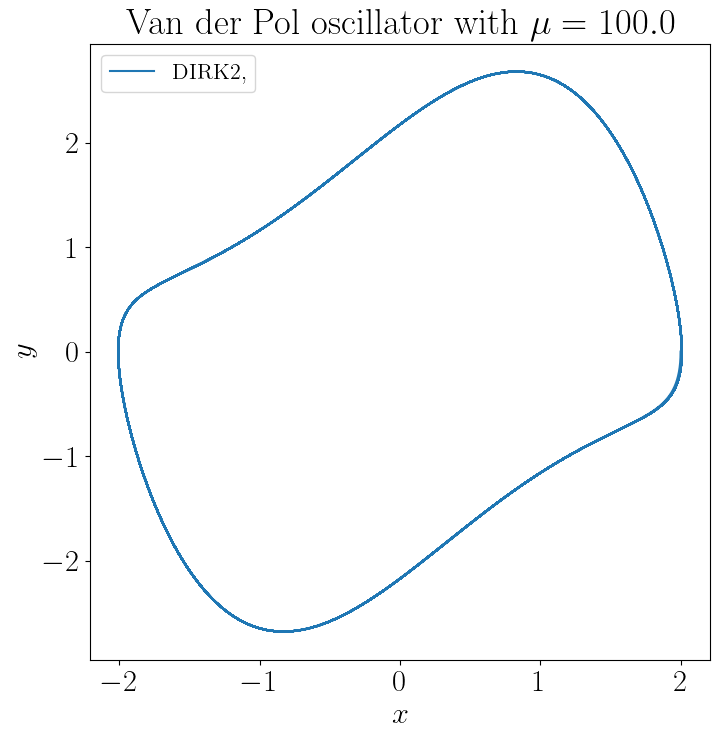 Van der Pol oscillator with μ = 100.0
DIRK2,
2
1
0
−1
−2
y
−2 −1 0 1 2
x